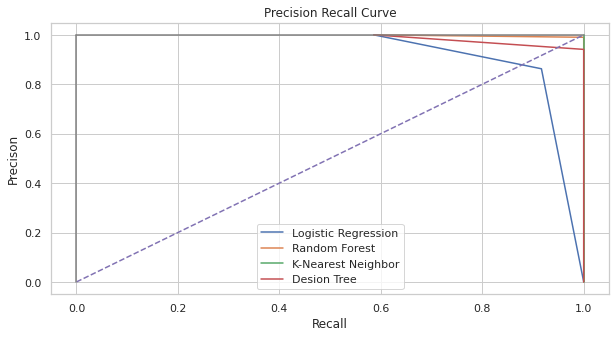 Precision Recall Curve
Precison
1.0
0.8
0.6
0.4
0.2
0.0
Logistic Regression
Random Forest
K-Nearest Neighbor
Desion Tree
0.0 0.2 0.4 0.6 0.8 1.0
Recall